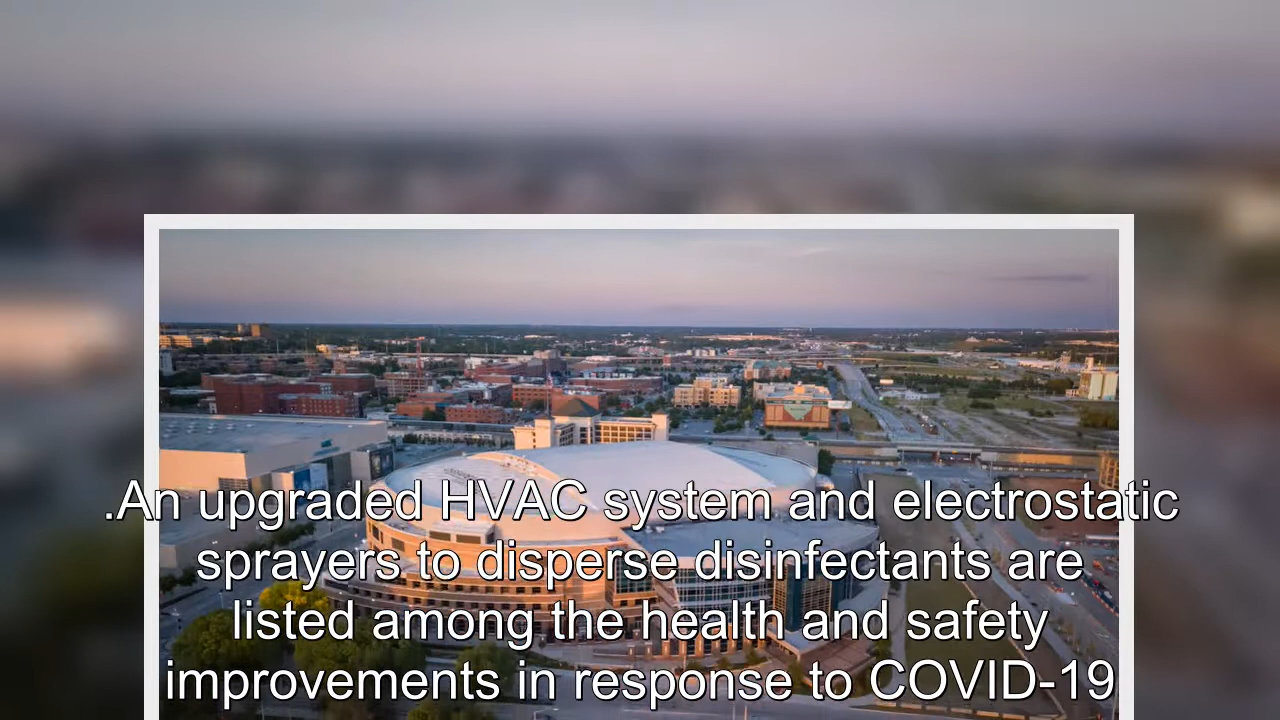 .An upgraded HVAC system and electrostatic
sprayers to disperse disinfectants are
listed among the health and safety
improvements in response to COVID-19